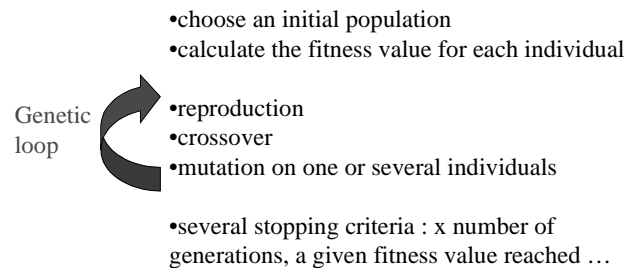 •choose an initial population
•calculate the fitness value for each individual
Genetic
loop
•reproduction
•crossover
•mutation on one or several individuals
•several stopping criteria : x number of
generations, a given fitness value reached …